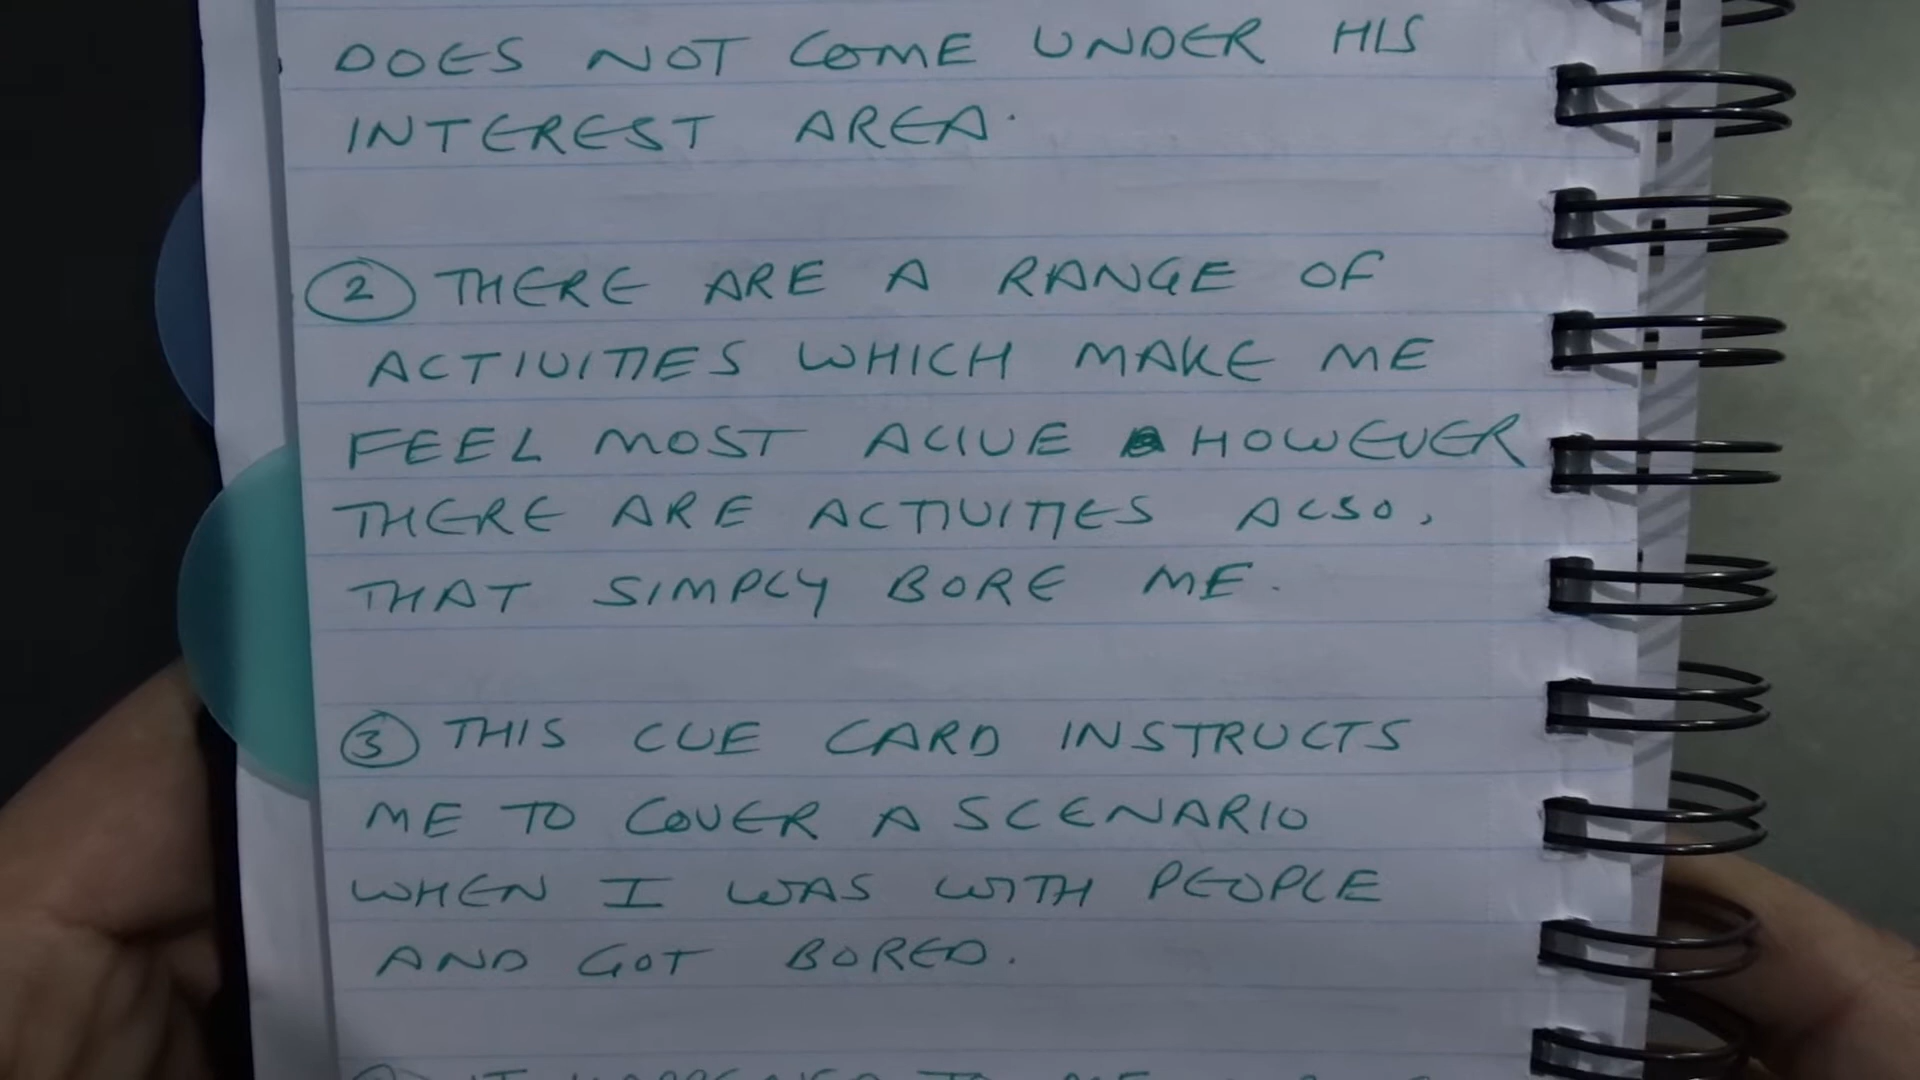 DOES NOT COME UNDER HIS
INTEREST AREA.
② THERE ARE A RANGE OF
ACTIVITIES WHICH MAKE ME
FEEL MOST ALIVE HOWEVER
THERE ARE ACTIVITIES ALSO,
THAT SIMPLY BORE ME.
③ THIS CUE CARD INSTRUCTS
ME TO COVER A SCENARIO
WHEN I WAS WITH PEOPLE
AND GOT BORED.